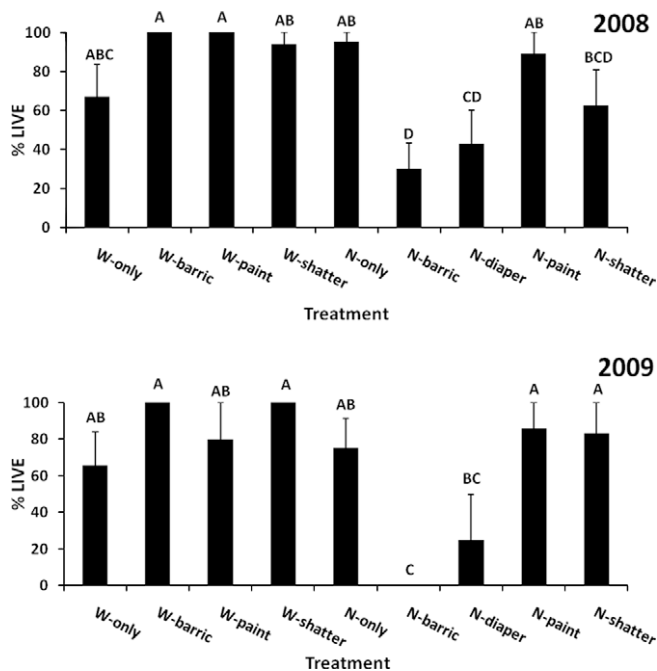 2008
A A AB AB AB
ABC BCD
D CD
100
80
60
40
20
0
% LIVE
W-only W-barric W-paint W-shatter N-only N-barric N-diaper N-paint N-shatter
Treatment
2009
A AB A AB A A
AB BC
C
100
80
60
40
20
0
% LIVE
W-only W-barric W-paint W-shatter N-only N-barric N-diaper N-paint N-shatter
Treatment